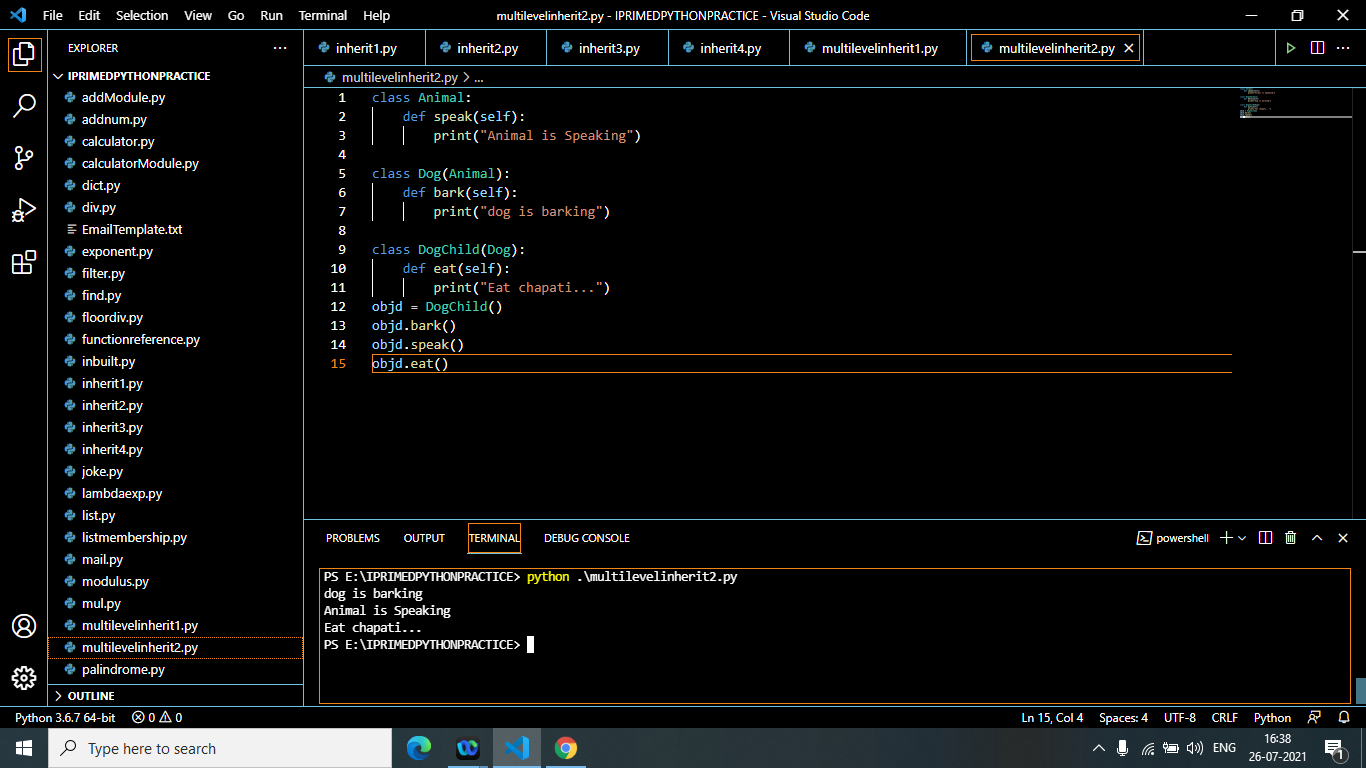 File Edit Selection View Go Run Terminal Help
multilevelinherit2.py - IPRIMEDPYTHONPRACTICE - Visual Studio Code
EXPLORER
IPRIMEDPYTHONPRACTICE
addModule.py
addnum.py
calculator.py
calculatorModule.py
dict.py
div.py
EmailTemplate.txt
exponent.py
filter.py
find.py
floordiv.py
functionreference.py
inbuilt.py
inherit1.py
inherit2.py
inherit3.py
inherit4.py
joke.py
lambdaexp.py
list.py
listmembership.py
mail.py
modulus.py
mul.py
multilevelinherit1.py
multilevelinherit2.py
palindrome.py
OUTLINE
inherit1.py inherit2.py inherit3.py inherit4.py multilevelinherit1.py multilevelinherit2.py
multilevelinherit2.py > ...
1 class Animal:
2 def speak(self):
3 print("Animal is Speaking")
4
5 class Dog(Animal):
6 def bark(self):
7 print("dog is barking")
8
9 class DogChild(Dog):
10 def eat(self):
11 print("Eat chapati...")
12 objd = DogChild()
13 objd.bark()
14 objd.speak()
15 objd.eat()
PROBLEMS OUTPUT TERMINAL DEBUG CONSOLE powershell
PS E:\IPRIMEDPYTHONPRACTICE> python .\multilevelinherit2.py
dog is barking
Animal is Speaking
Eat chapati...
PS E:\IPRIMEDPYTHONPRACTICE>
Python 3.6.7 64-bit 0 0 Ln 15, Col 4 Spaces: 4 UTF-8 CRLF Python
Type here to search
ENG
16:38
26-07-2021
1